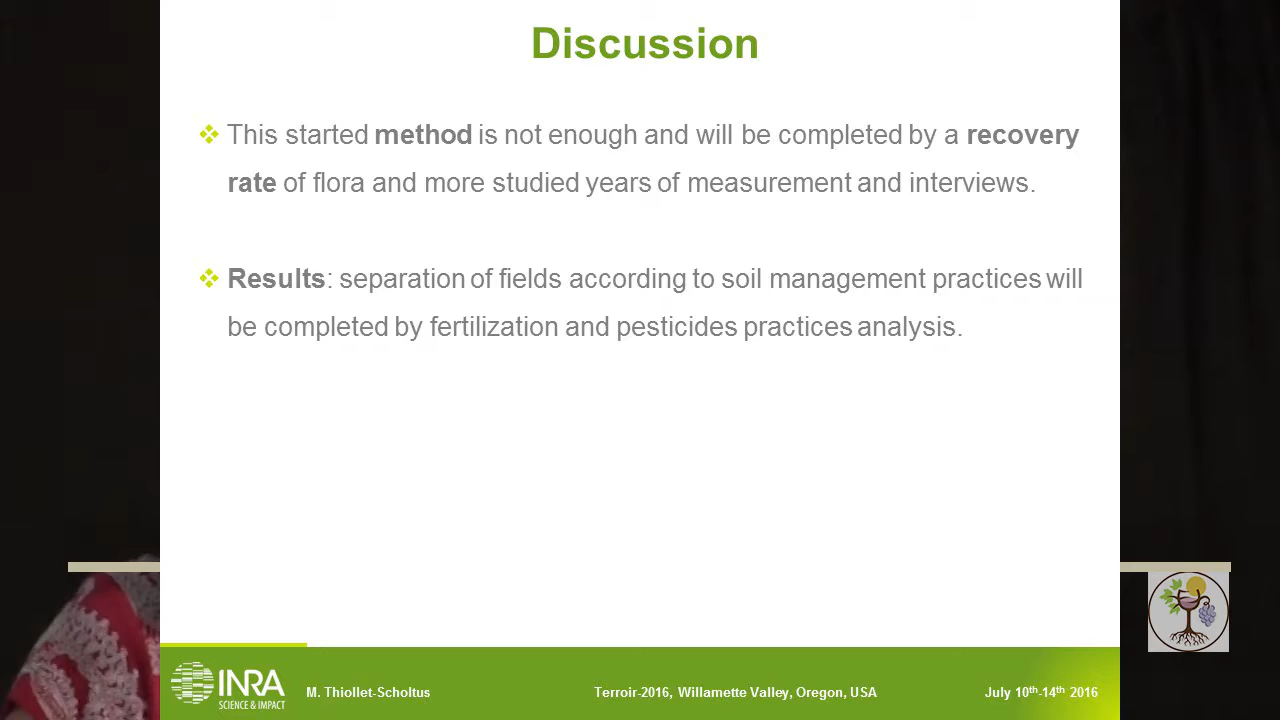 Discussion
This started method is not enough and will be completed by a recovery
rate of flora and more studied years of measurement and interviews.
Results: separation of fields according to soil management practices will
be completed by fertilization and pesticides practices analysis.
INRA
SCIENCE & IMPACT
M. Thiollet-Scholtus
Terroir-2016, Willamette Valley, Oregon, USA
July 10th-14th 2016